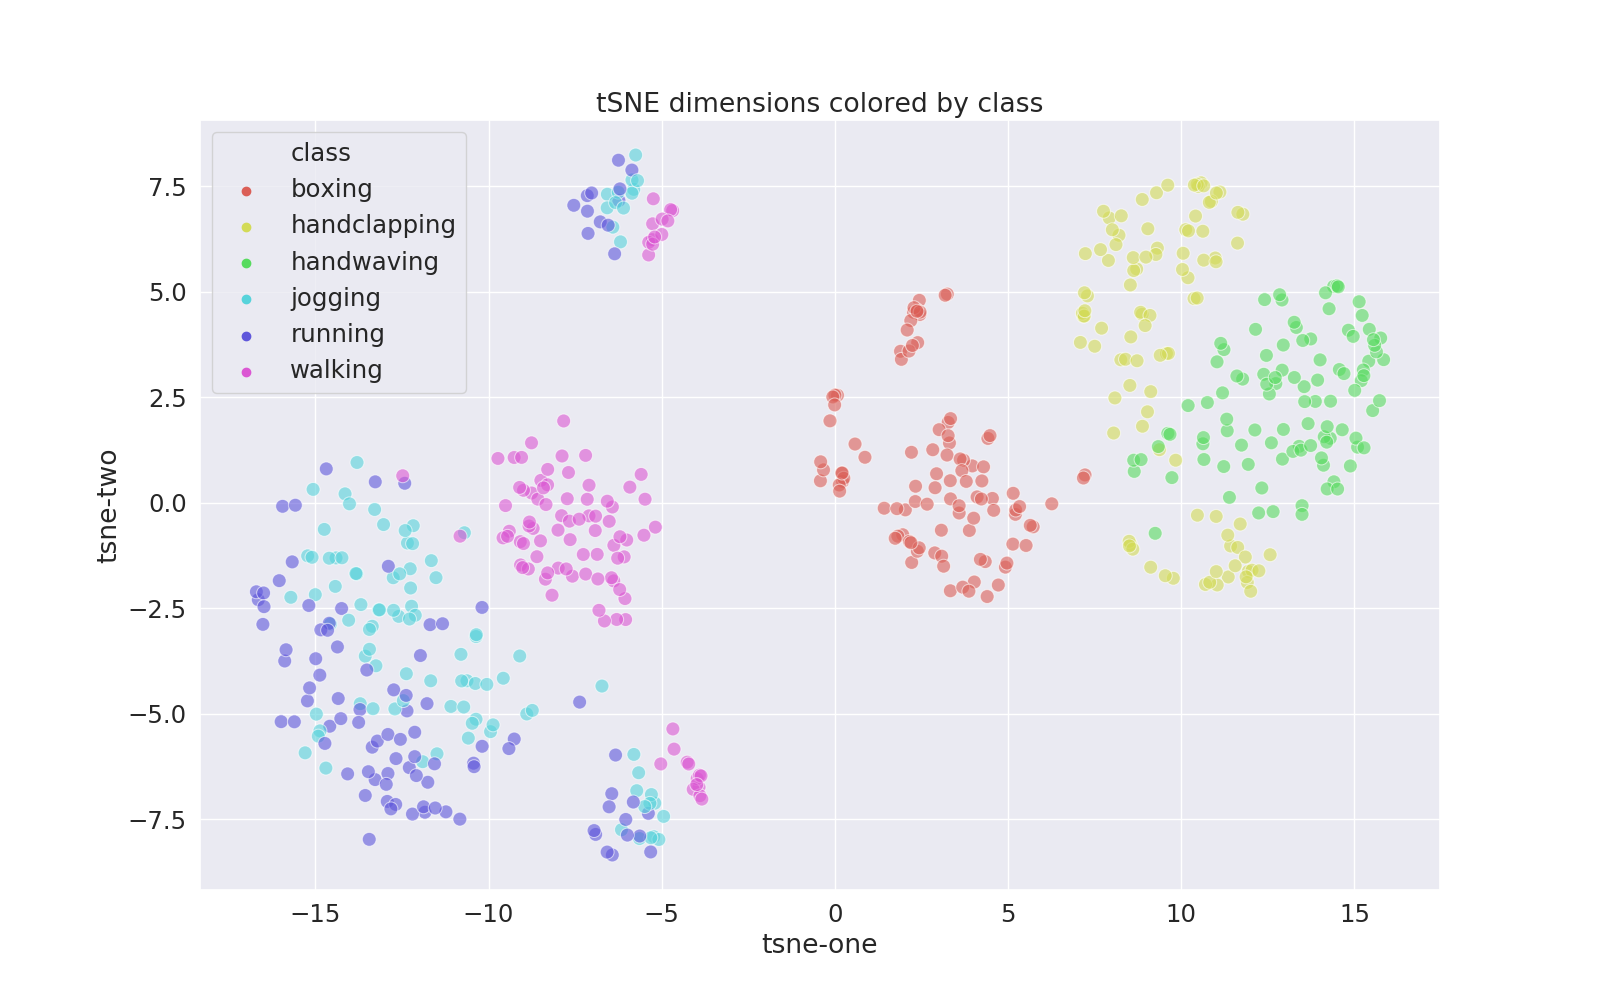 tSNE dimensions colored by class
class
boxing
handclapping
handwaving
jogging
running
walking
7.5
5.0
2.5
0.0
−2.5
−5.0
−7.5
tsne-two
−15
−10
−5
0
5
10
15
tsne-one